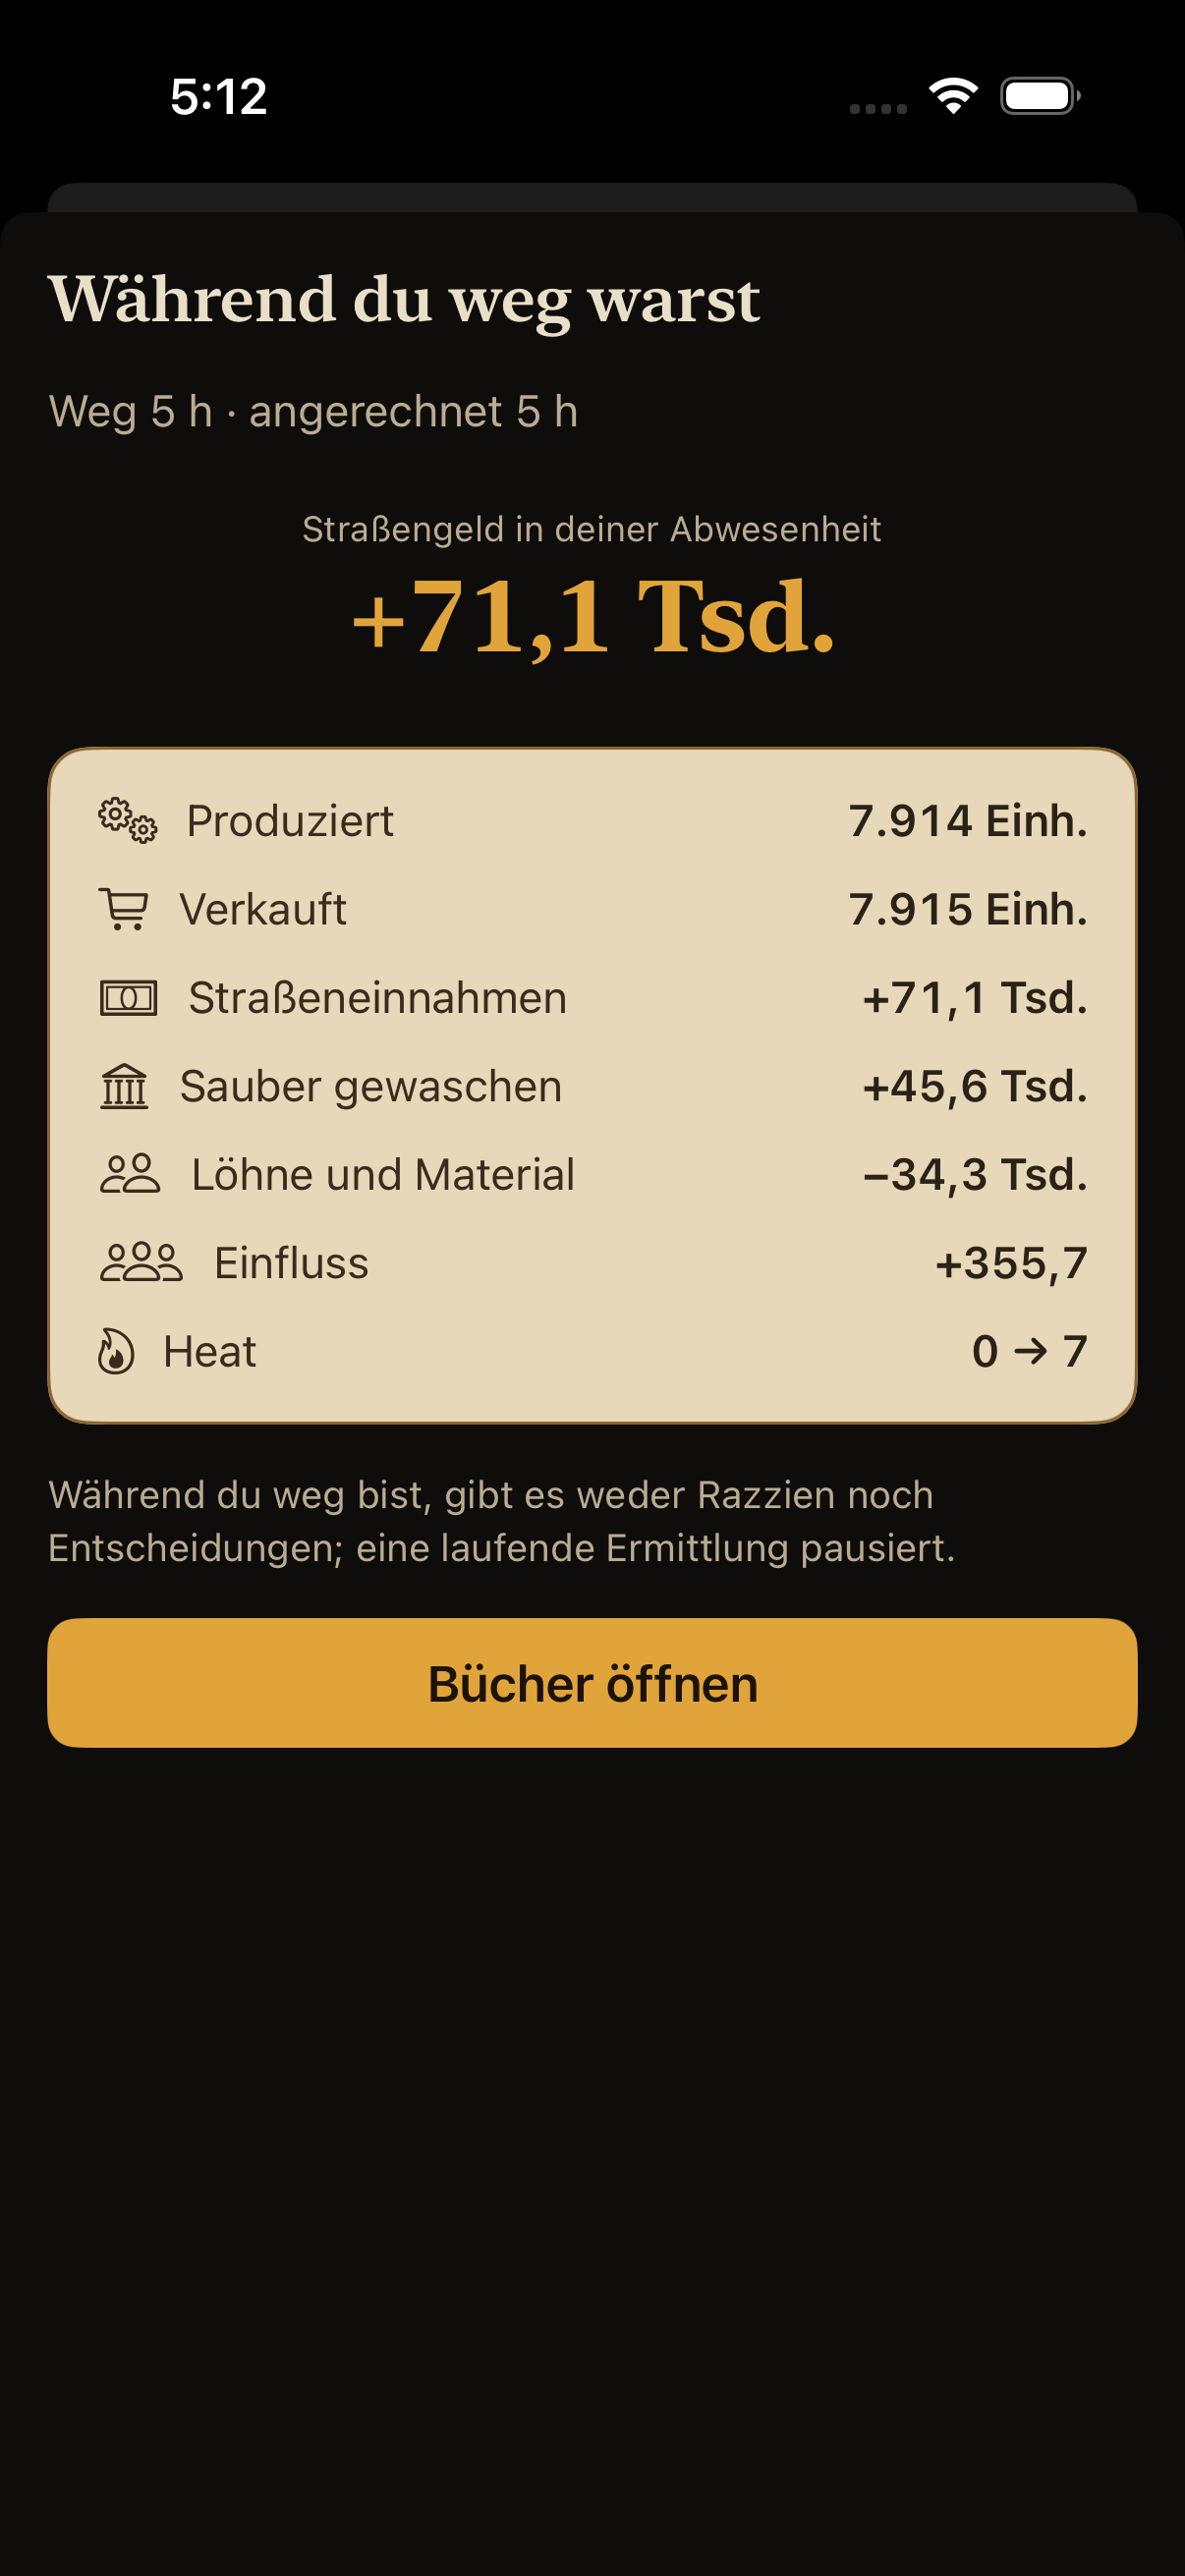 5:12
Während du weg warst
Weg 5 h · angerechnet 5 h
Straßengeld in deiner Abwesenheit
+71,1 Tsd.
Produziert 7.914 Einh.
Verkauft 7.915 Einh.
Straßeneinnahmen +71,1 Tsd.
Sauber gewaschen +45,6 Tsd.
Löhne und Material –34,3 Tsd.
Einfluss +355,7
Heat 0 → 7
Während du weg bist, gibt es weder Razzien noch
Entscheidungen; eine laufende Ermittlung pausiert.
Bücher öffnen